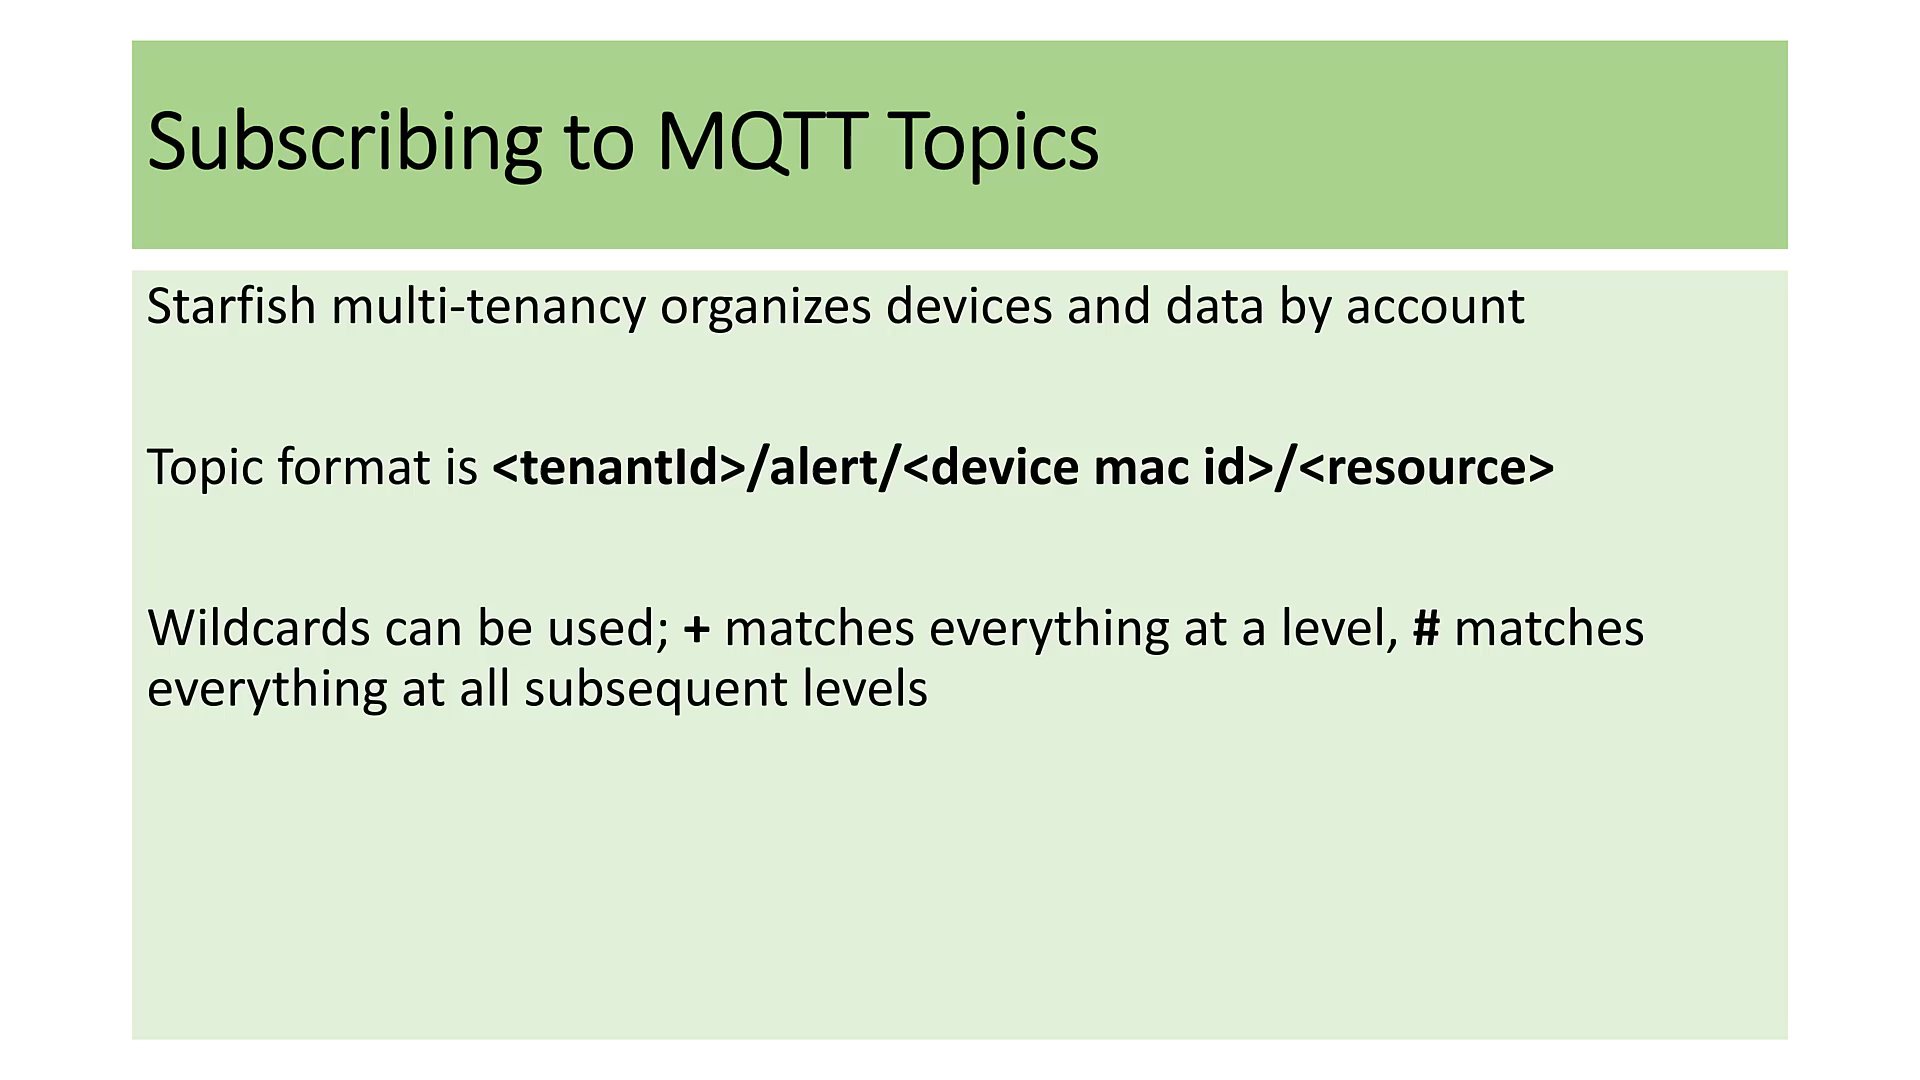 Subscribing to MQTT Topics
Starfish multi-tenancy organizes devices and data by account
Topic format is <tenantId>/alert/<device mac id>/<resource>
Wildcards can be used; + matches everything at a level, # matches
everything at all subsequent levels